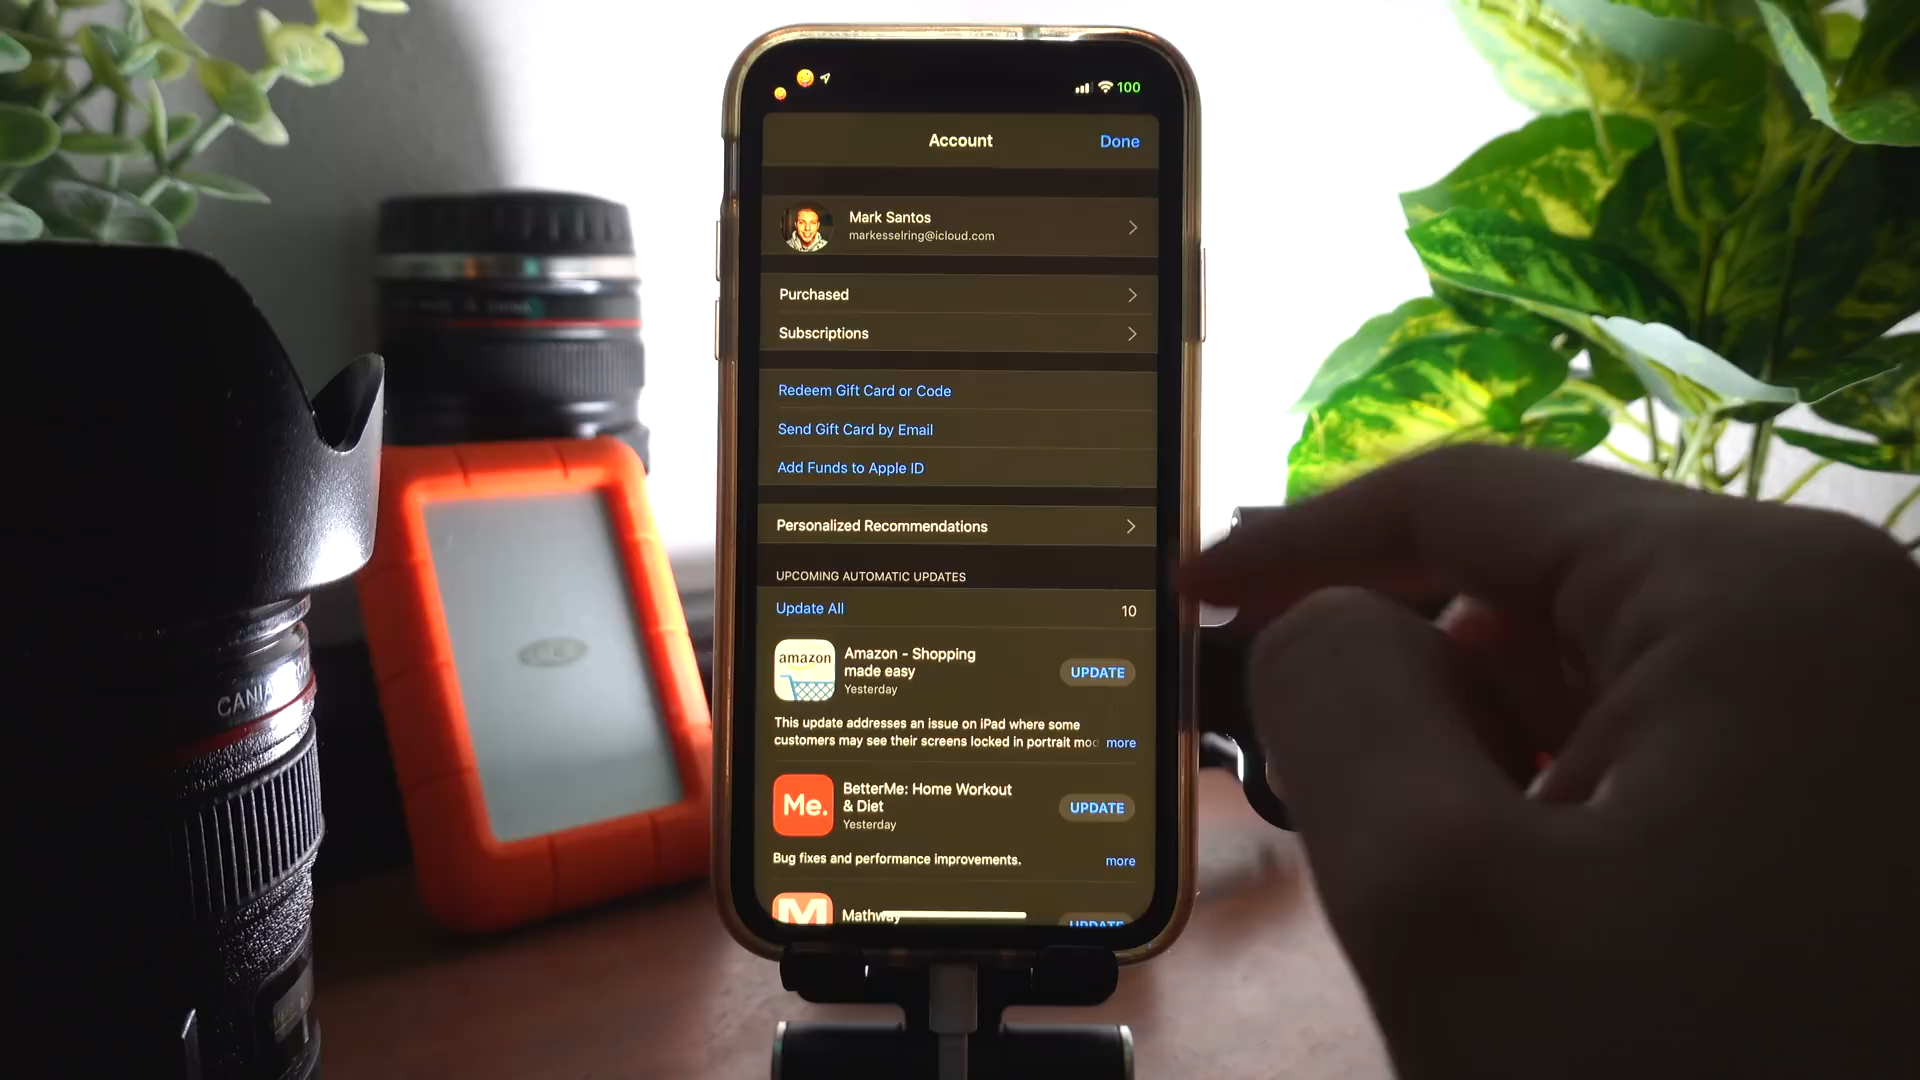 100
Account
Done
Mark Santos
markesselring@icloud.com
Purchased
Subscriptions
Redeem Gift Card or Code
Send Gift Card by Email
Add Funds to Apple ID
Personalized Recommendations
UPCOMING AUTOMATIC UPDATES
Update All
10
amazon
Amazon - Shopping
made easy
Yesterday
UPDATE
This update addresses an issue on iPad where some
customers may see their screens locked in portrait mod more
Me.
BetterMe: Home Workout
& Diet
Yesterday
UPDATE
Bug fixes and performance improvements.
more
M
Mathway
UPDATE
CANIA